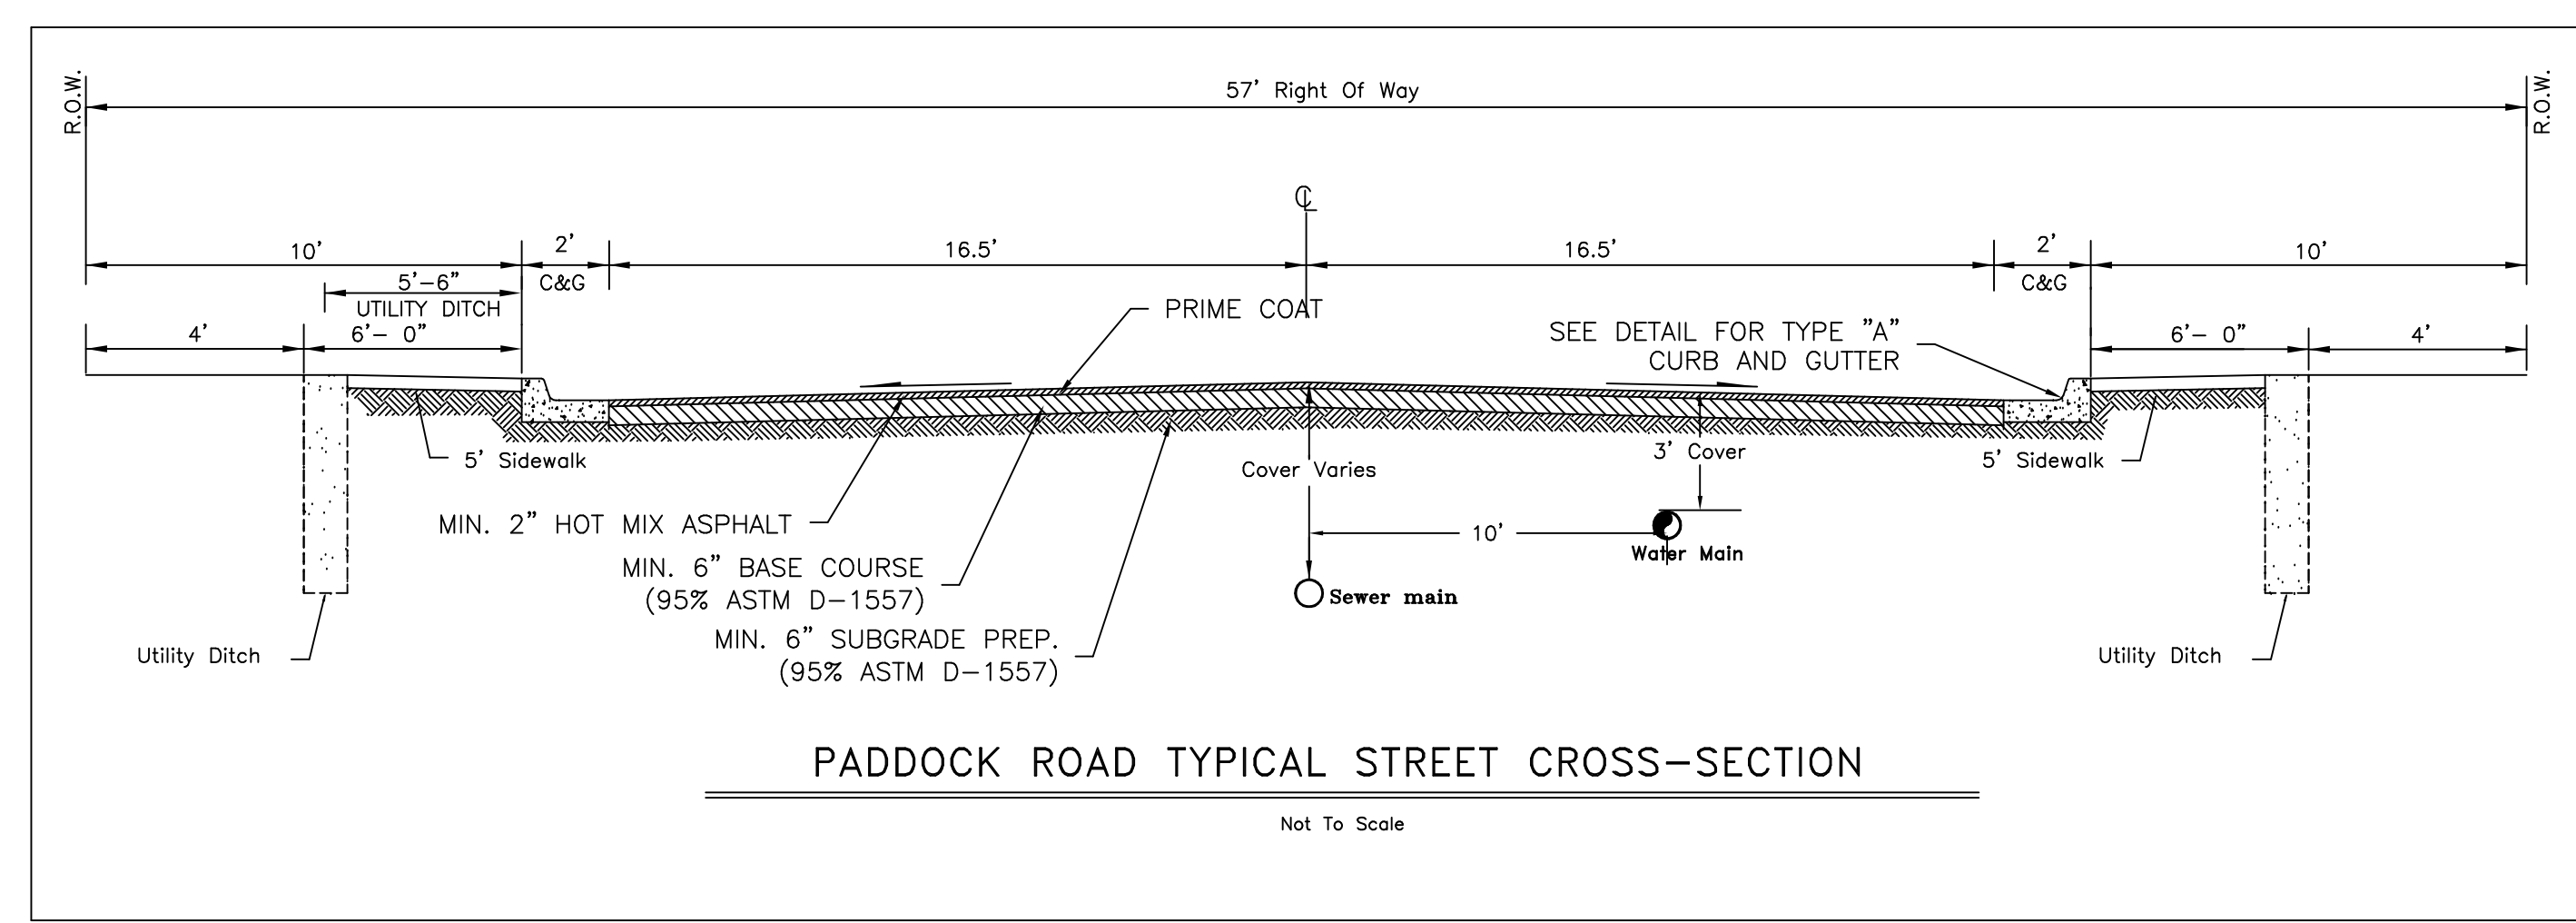 57' Right Of Way
R.O.W.
R.O.W.
℄
10'
2'
16.5'
16.5'
2'
10'
C&G
C&G
5'-6"
UTILITY DITCH
4'
6'- 0"
PRIME COAT
SEE DETAIL FOR TYPE "A"
CURB AND GUTTER
6'- 0"
4'
5' Sidewalk
Cover Varies
3' Cover
5' Sidewalk
MIN. 2" HOT MIX ASPHALT
10'
Water Main
MIN. 6" BASE COURSE
(95% ASTM D-1557)
Sewer main
MIN. 6" SUBGRADE PREP.
(95% ASTM D-1557)
Utility Ditch
Utility Ditch
PADDOCK ROAD TYPICAL STREET CROSS-SECTION
Not To Scale